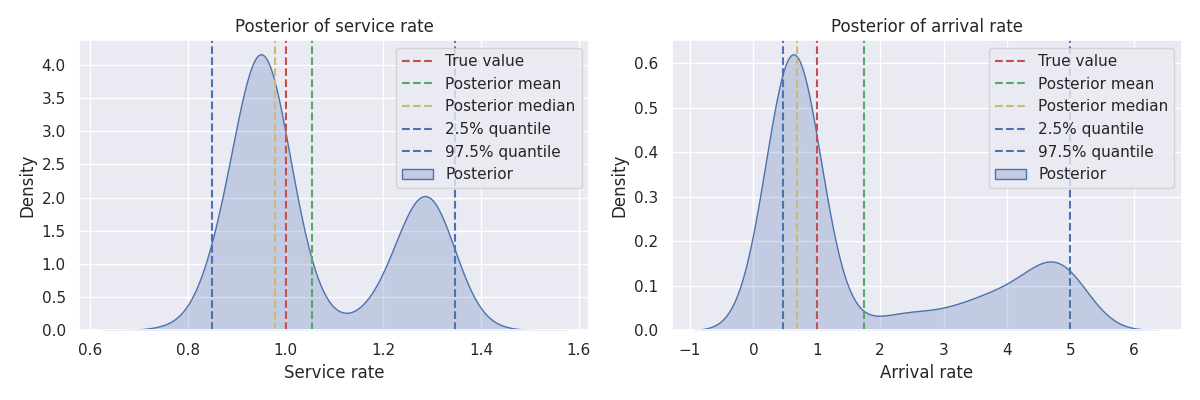 Posterior of service rate
4.0
3.5
3.0
2.5
2.0
1.5
1.0
0.5
0.0
Density
0.6
0.8
1.0
1.2
1.4
1.6
Service rate
True value
Posterior mean
Posterior median
2.5% quantile
97.5% quantile
Posterior
Posterior of arrival rate
0.6
0.5
0.4
0.3
0.2
0.1
0.0
Density
−1
0
1
2
3
4
5
6
Arrival rate
True value
Posterior mean
Posterior median
2.5% quantile
97.5% quantile
Posterior